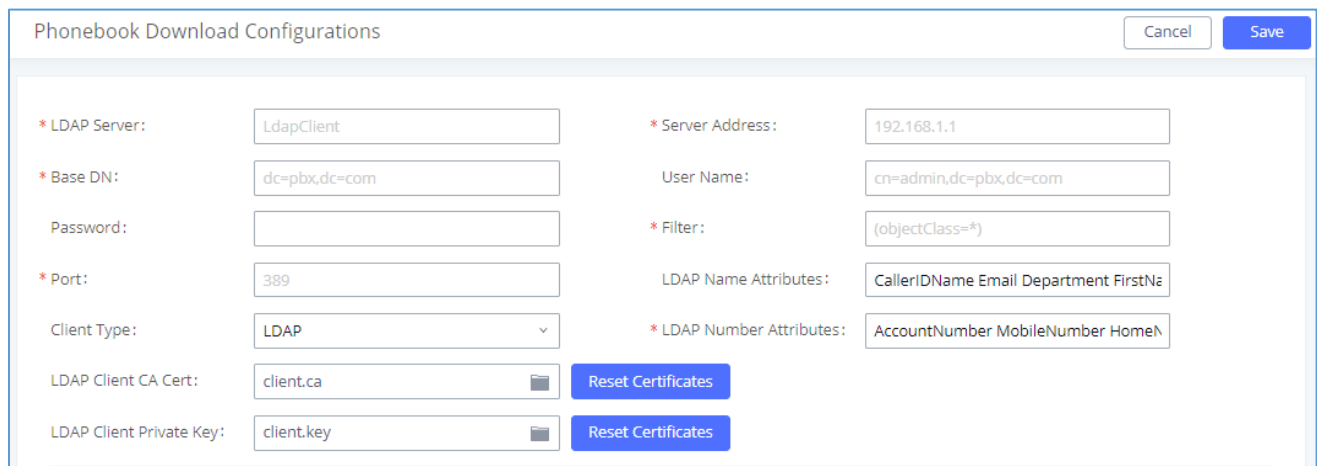 Phonebook Download Configurations
Cancel
Save
* LDAP Server:
LdapClient
* Server Address:
192.168.1.1
* Base DN:
dc=pbx,dc=com
User Name:
cn=admin,dc=pbx,dc=com
Password:
* Filter:
(objectClass=*)
* Port:
389
LDAP Name Attributes:
CallerIDName Email Department FirstNa
Client Type:
LDAP
* LDAP Number Attributes:
AccountNumber MobileNumber HomeN
LDAP Client CA Cert:
client.ca
Reset Certificates
LDAP Client Private Key:
client.key
Reset Certificates